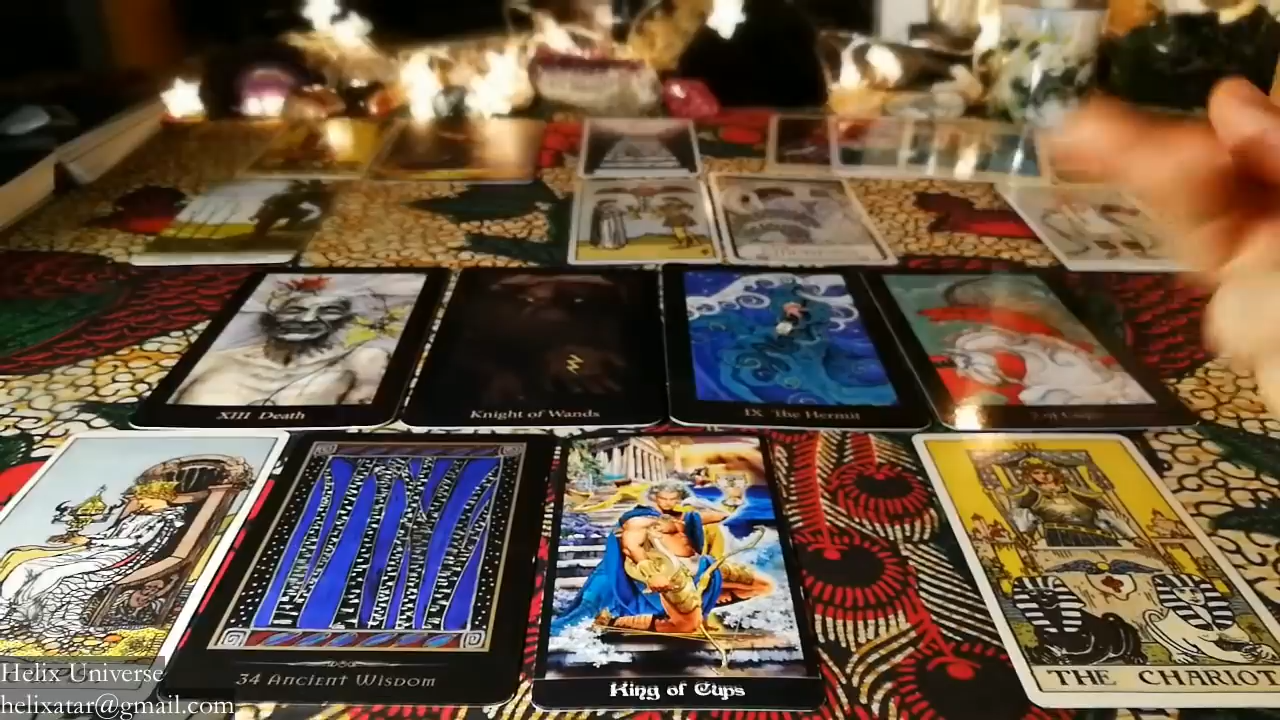 XIII Death
Knight of Wands
IX The Hermit
VII
34 Ancient Wisdom
King of Cups
THE CHARIOT
Helix Universe
helixatar@gmail.com